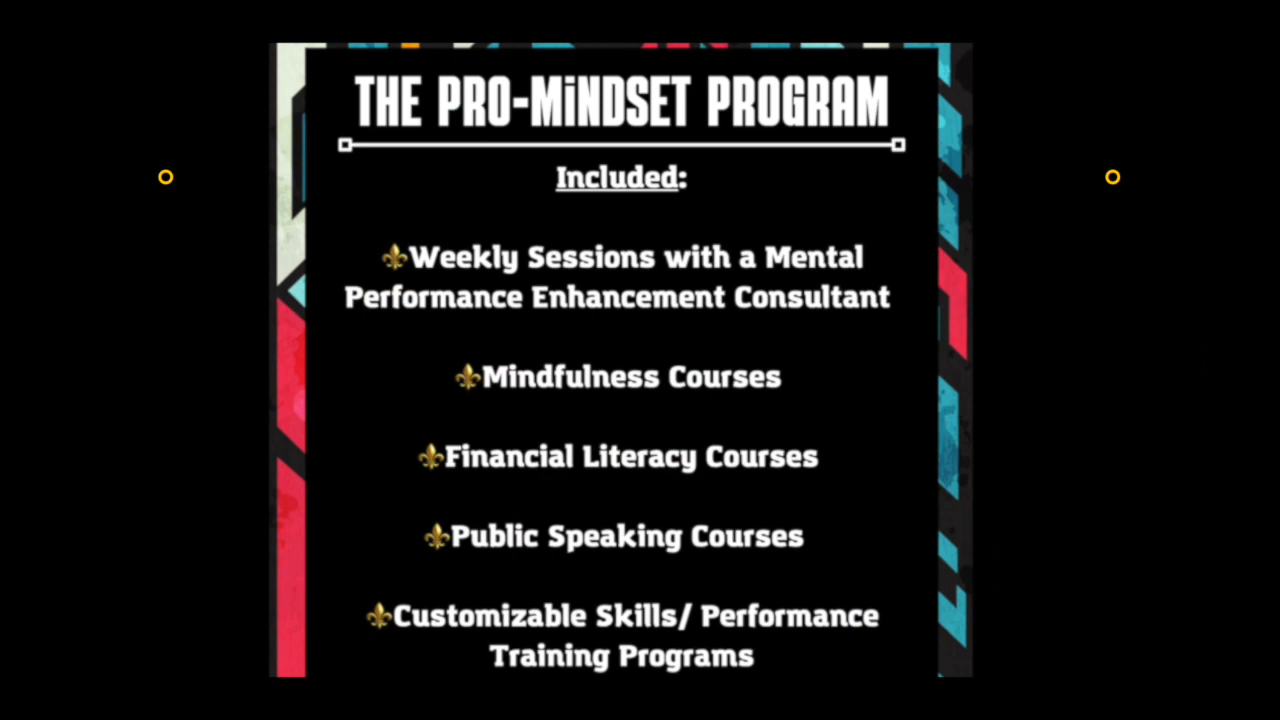 THE PRO-MiNDSET PROGRAM
Included:
⚜Weekly Sessions with a Mental
Performance Enhancement Consultant
⚜Mindfulness Courses
⚜Financial Literacy Courses
⚜Public Speaking Courses
⚜Customizable Skills/ Performance
Training Programs